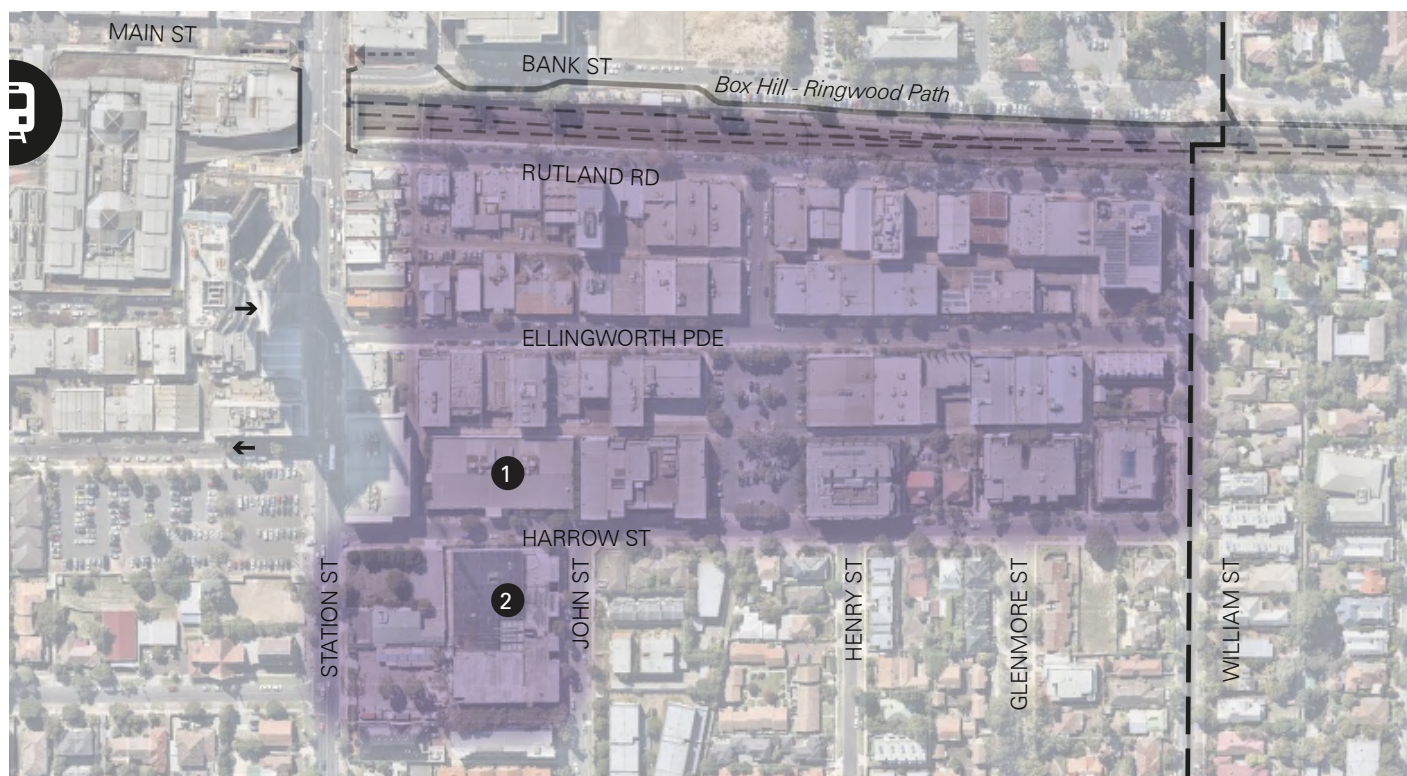 MAIN ST
BANK ST
Box Hill - Ringwood Path
RUTLAND RD
ELLINGWORTH PDE
1
HARROW ST
2
STATION ST
JOHN ST
HENRY ST
GLENMORE ST
WILLIAM ST